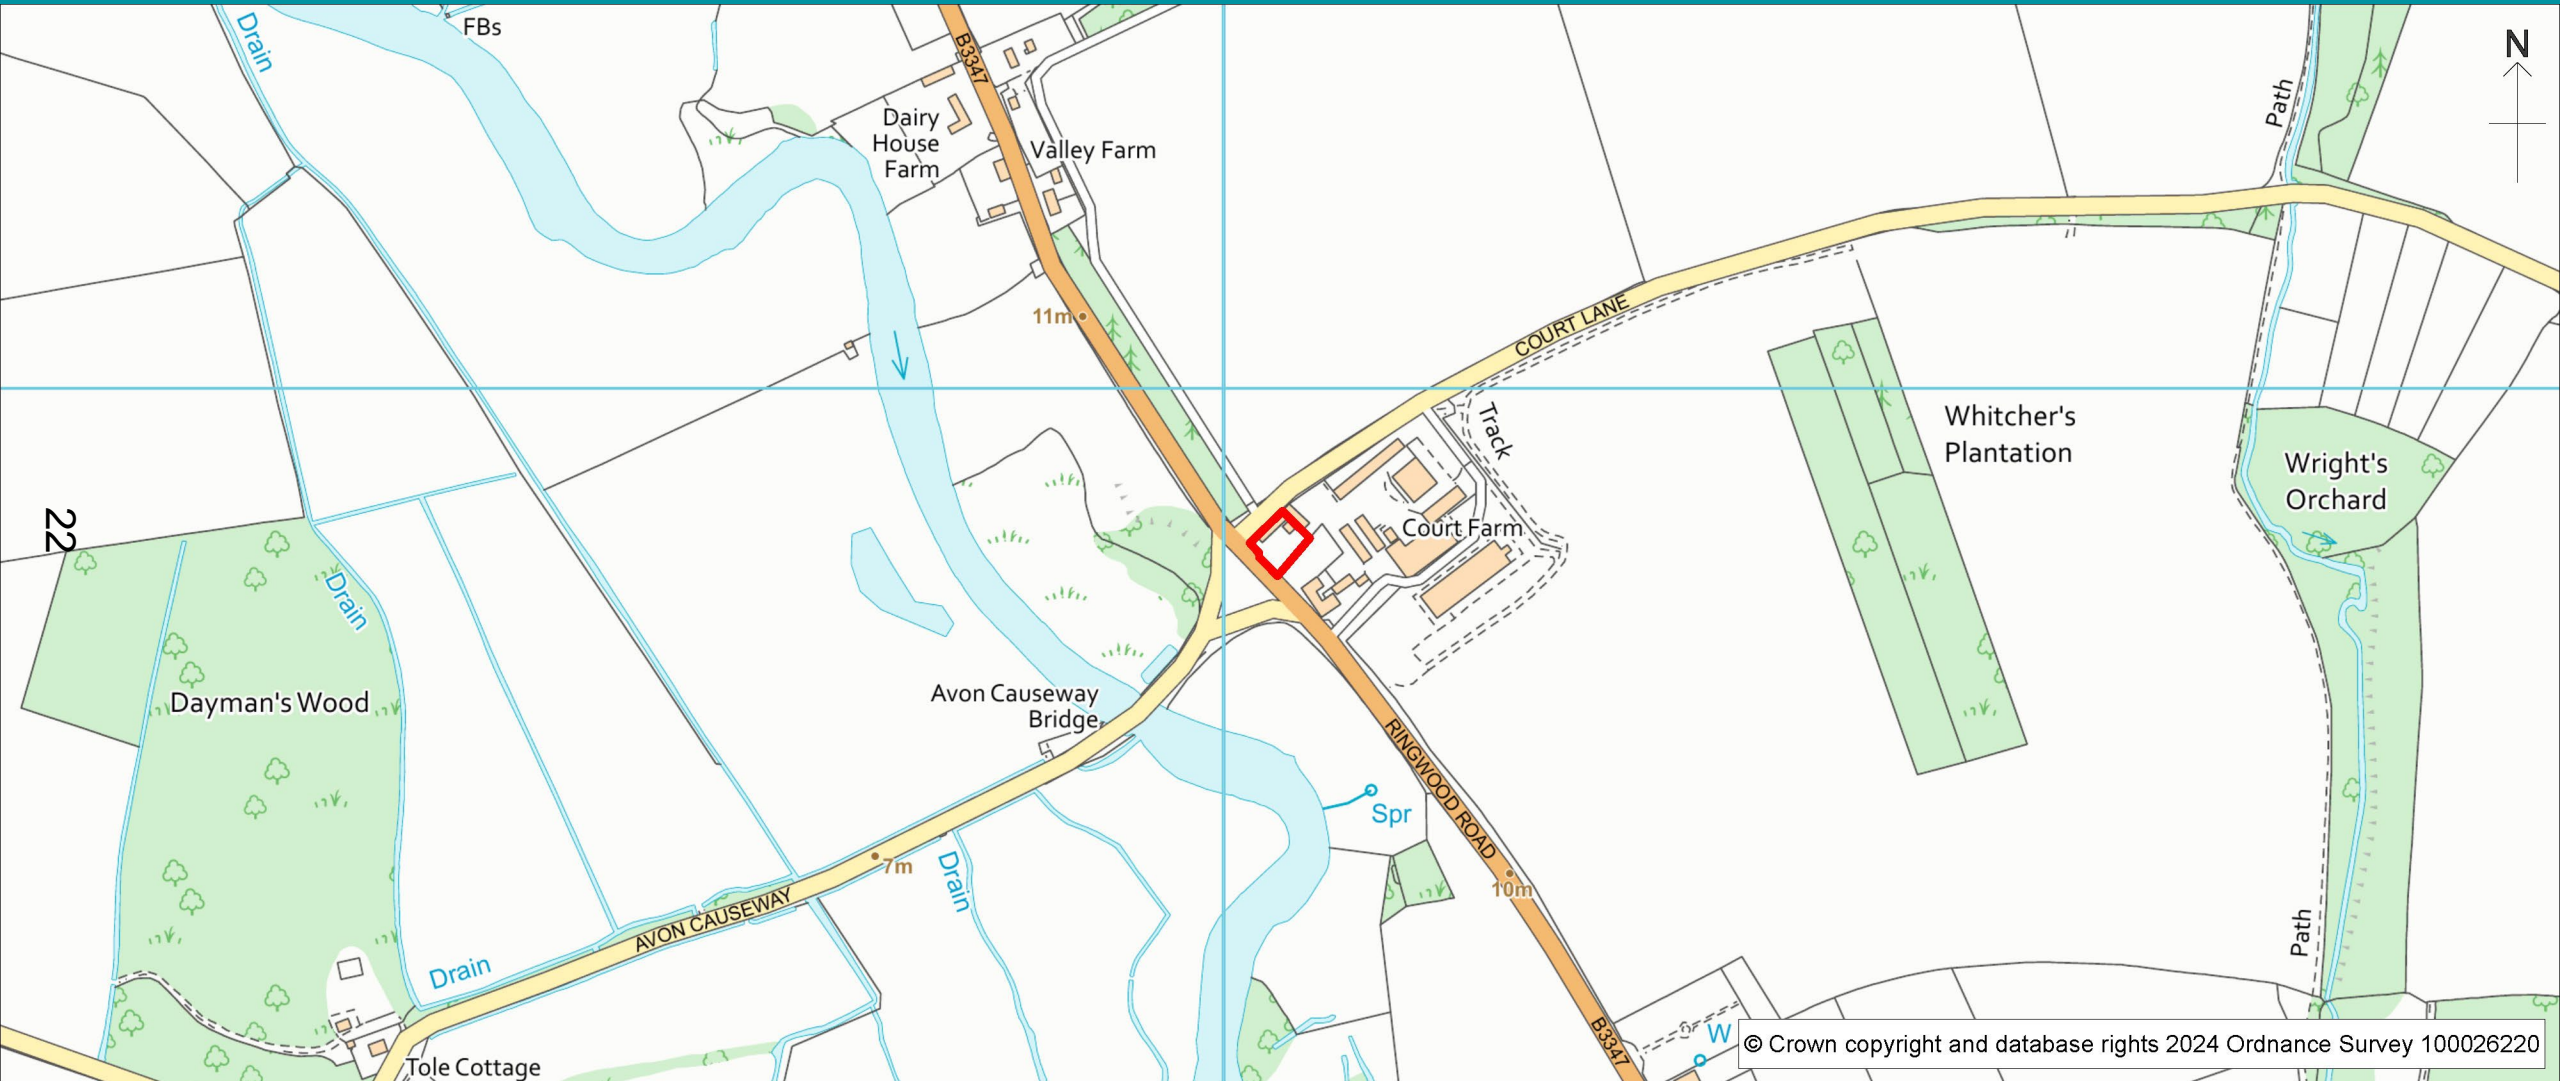 Drain
FBs
B3347
N
Path
Dairy
House
Farm
Valley Farm
11m
COURT LANE
Track
Whitcher's
Plantation
Wright's
Orchard
22
Court Farm
Drain
Dayman's Wood
Avon Causeway
Bridge
RINGWOOD ROAD
Spr
7m
Drain
10m
AVON CAUSEWAY
Path
Drain
B3347
W
© Crown copyright and database rights 2024 Ordnance Survey 100026220
Tole Cottage